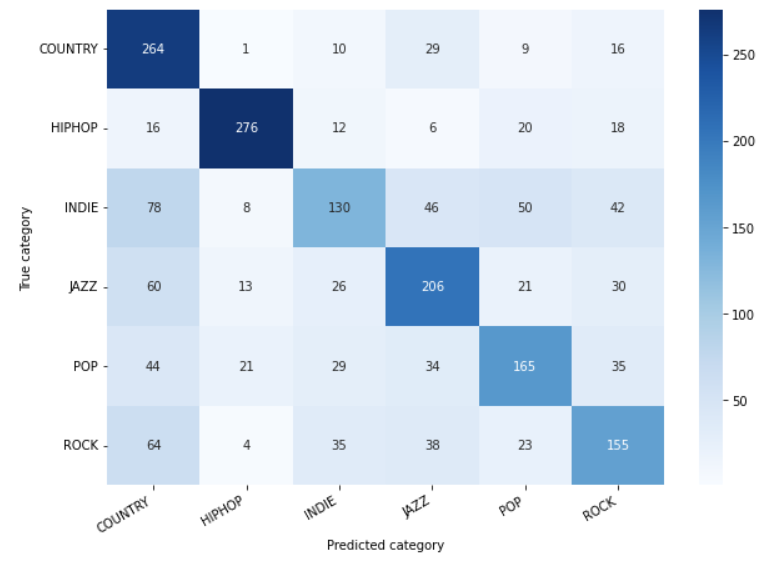 COUNTRY 264 1 10 29 9 16
HIPHOP 16 276 12 6 20 18
INDIE 78 8 130 46 50 42
JAZZ 60 13 26 206 21 30
POP 44 21 29 34 165 35
ROCK 64 4 35 38 23 155
COUNTRY HIPHOP INDIE JAZZ POP ROCK
Predicted category
True category
250
200
150
100
50